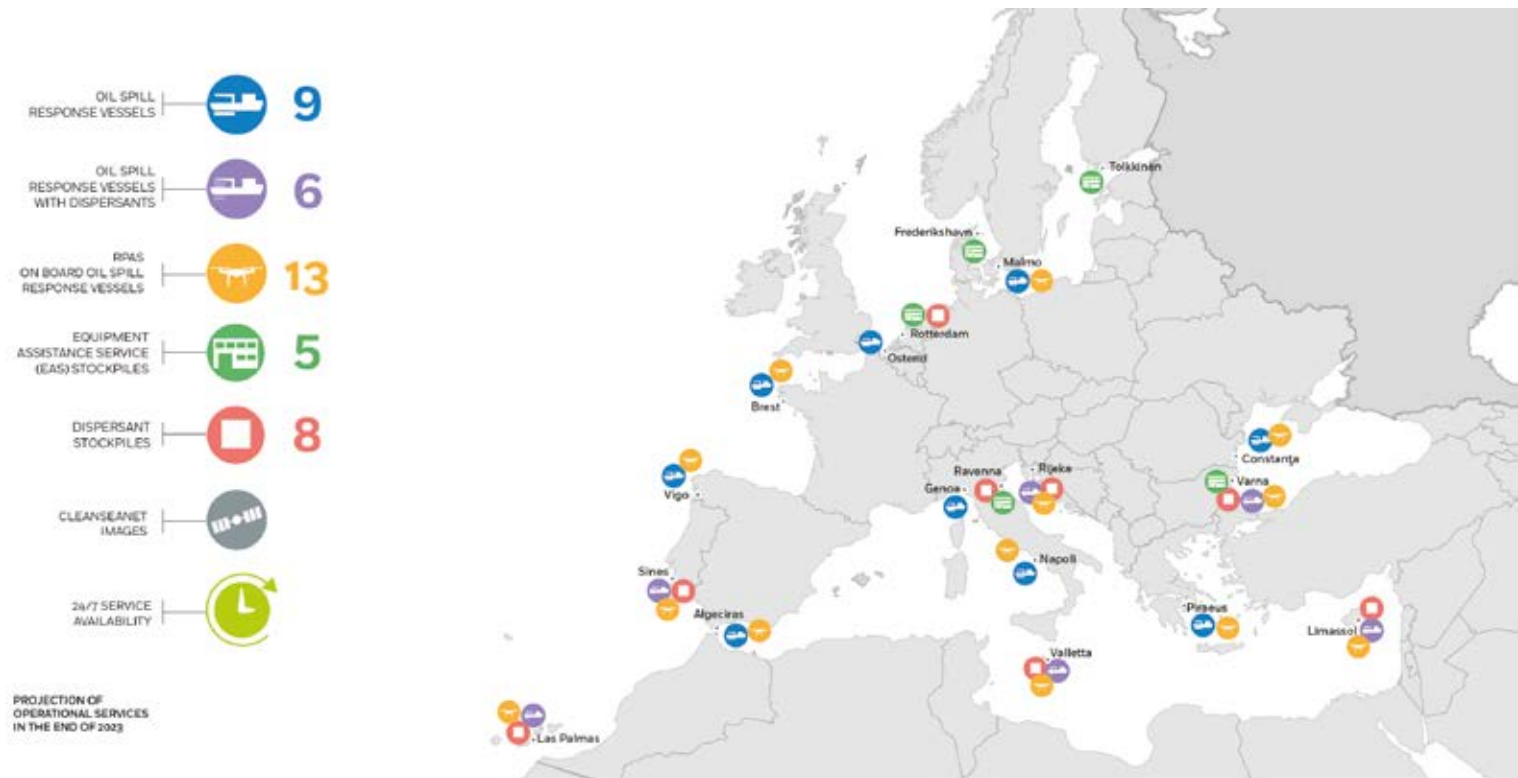 OIL SPILL
RESPONSE VESSELS
9
OIL SPILL
RESPONSE VESSELS
WITH DISPERSANTS
6
RPAS
ON BOARD OIL SPILL
RESPONSE VESSELS
13
EQUIPMENT
ASSISTANCE SERVICE
(EAS) STOCKPILES
5
DISPERSANT
STOCKPILES
8
CLEANSEANET
IMAGES
24/7 SERVICE
AVAILABILITY
PROJECTION OF
OPERATIONAL SERVICES
IN THE END OF 2023
Tolkkinen
Frederikshavn
Malmo
Rotterdam
Ostend
Brest
Constanța
Ravenna
Rijeka
Varna
Genoa
Vigo
Napoli
Sines
Algeciras
Piraeus
Limassol
Valletta
Las Palmas